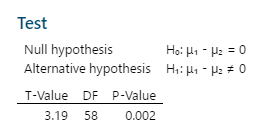 Test
Null hypothesis H₀: μ₁ - μ₂ = 0
Alternative hypothesis H₁: μ₁ - μ₂ ≠ 0
T-Value DF P-Value
3.19 58 0.002